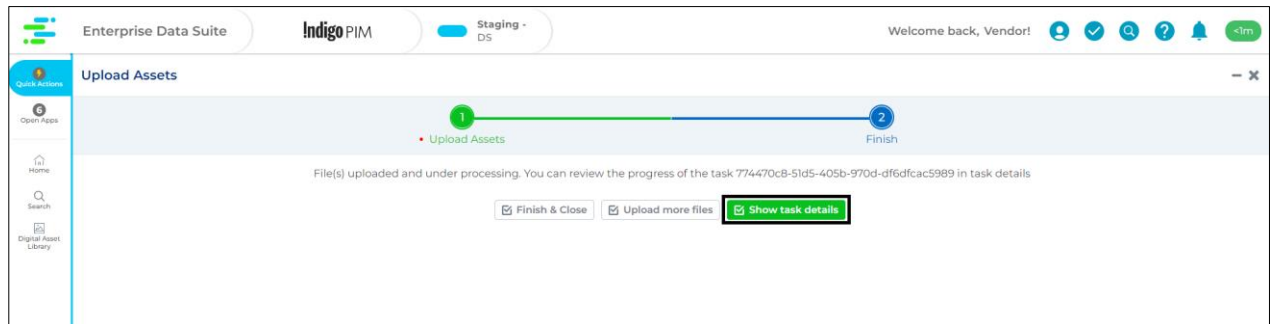 Enterprise Data Suite
!ndigo PIM
Staging -
DS
Welcome back, Vendor!
<1m
Quick Actions
Upload Assets
6
Open Apps
1
2
• Upload Assets
Finish
Home
File(s) uploaded and under processing. You can review the progress of the task 774470c8-51d5-405b-970d-df6dfcac5989 in task details
Search
Finish & Close
Upload more files
Show task details
Digital Asset
Library